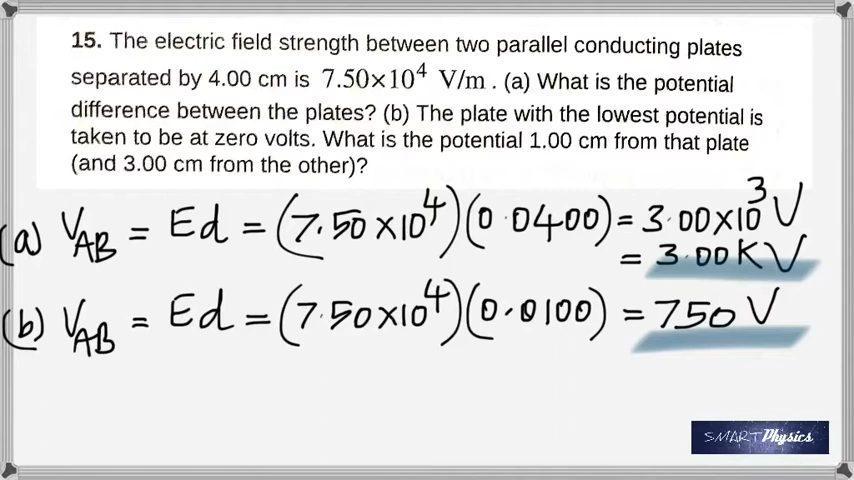 15. The electric field strength between two parallel conducting plates
separated by 4.00 cm is 7.50×10⁴ V/m . (a) What is the potential
difference between the plates? (b) The plate with the lowest potential is
taken to be at zero volts. What is the potential 1.00 cm from that plate
(and 3.00 cm from the other)?
(a) V_AB = Ed = (7.50 ×10⁴)(0.0400) = 3.00×10³ V
= 3.00 KV
(b) V_AB = Ed = (7.50×10⁴)(0.0100) = 750 V
SMART Physics